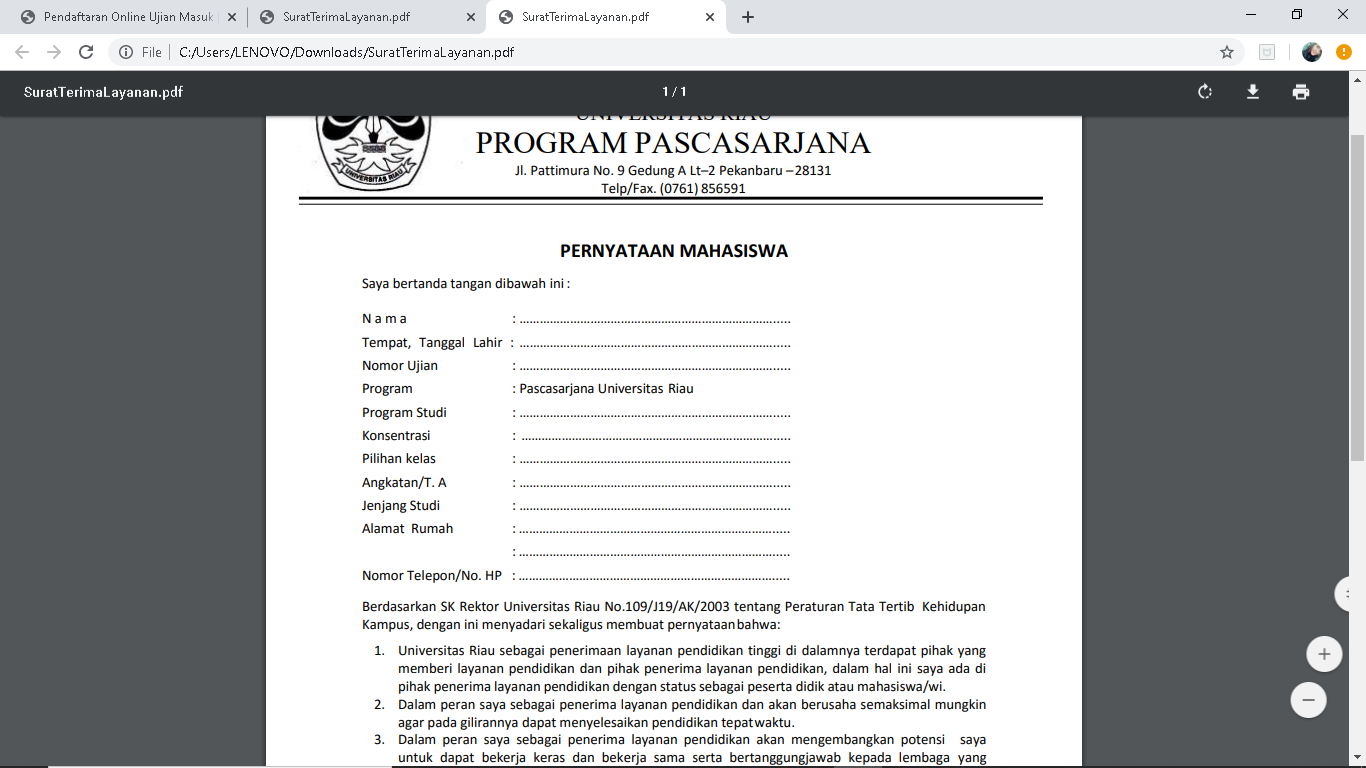 Pendaftaran Online Ujian Masuk
SuratTerimaLayanan.pdf
SuratTerimaLayanan.pdf
File C:/Users/LENOVO/Downloads/SuratTerimaLayanan.pdf
SuratTerimaLayanan.pdf
1 / 1
UNIVERSITAS RIAU
PROGRAM PASCASARJANA
Jl. Pattimura No. 9 Gedung A Lt–2 Pekanbaru – 28131
Telp/Fax. (0761) 856591
UNIVERSITAS RIAU
PERNYATAAN MAHASISWA
Saya bertanda tangan dibawah ini :
N a m a : ................................................................................
Tempat, Tanggal Lahir : ................................................................................
Nomor Ujian : ................................................................................
Program : Pascasarjana Universitas Riau
Program Studi : ................................................................................
Konsentrasi : ................................................................................
Pilihan kelas : ................................................................................
Angkatan/T. A : ................................................................................
Jenjang Studi : ................................................................................
Alamat Rumah : ................................................................................
: ................................................................................
Nomor Telepon/No. HP : ................................................................................
Berdasarkan SK Rektor Universitas Riau No.109/J19/AK/2003 tentang Peraturan Tata Tertib Kehidupan
Kampus, dengan ini menyadari sekaligus membuat pernyataan bahwa:
1. Universitas Riau sebagai penerimaan layanan pendidikan tinggi di dalamnya terdapat pihak yang
memberi layanan pendidikan dan pihak penerima layanan pendidikan, dalam hal ini saya ada di
pihak penerima layanan pendidikan dengan status sebagai peserta didik atau mahasiswa/wi.
2. Dalam peran saya sebagai penerima layanan pendidikan dan akan berusaha semaksimal mungkin
agar pada gilirannya dapat menyelesaikan pendidikan tepat waktu.
3. Dalam peran saya sebagai penerima layanan pendidikan akan mengembangkan potensi saya
untuk dapat bekerja keras dan bekerja sama serta bertanggungjawab kepada lembaga yang